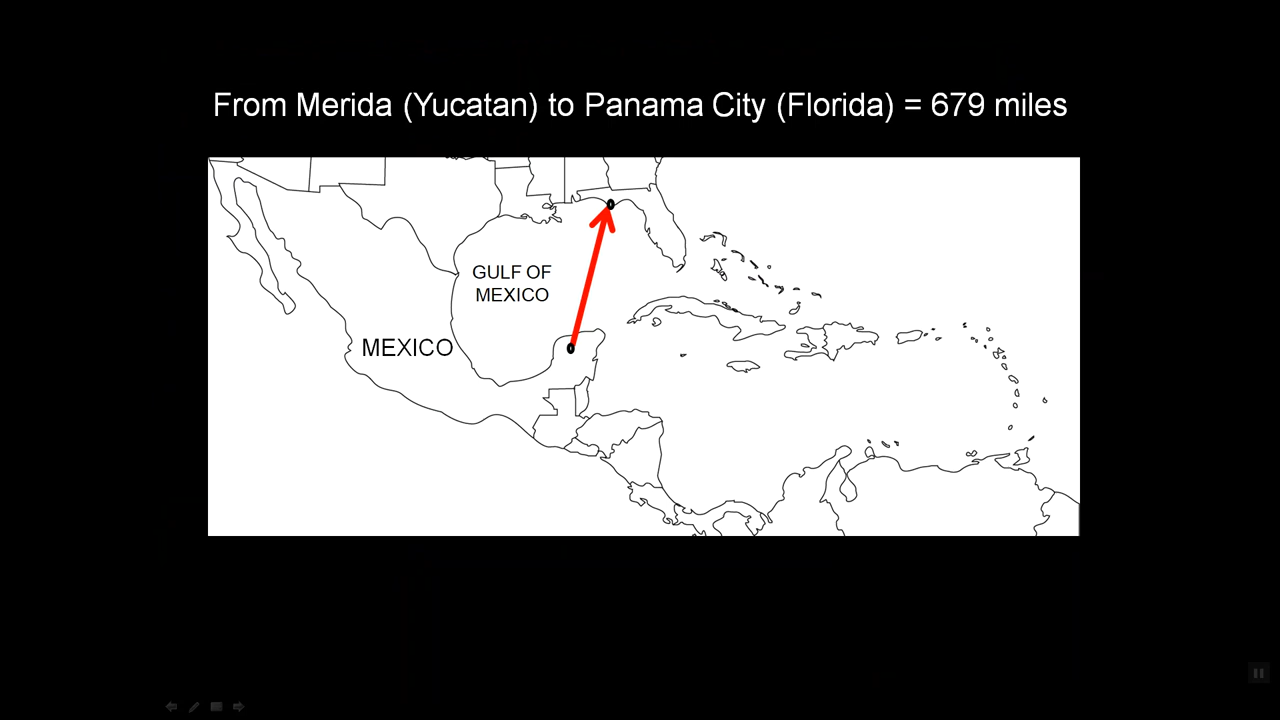 From Merida (Yucatan) to Panama City (Florida) = 679 miles
GULF OF
MEXICO
MEXICO